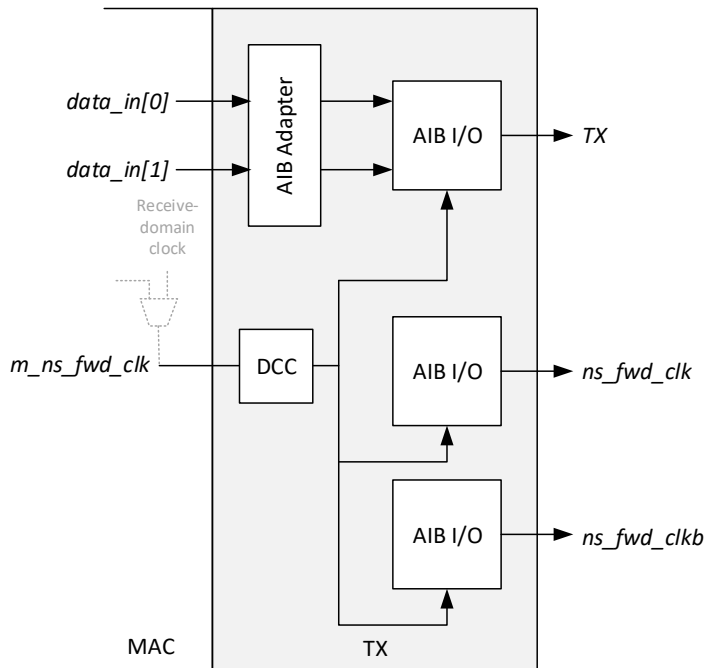 data_in[0]
data_in[1]
AIB Adapter
AIB I/O
TX
Receive-
domain
clock
m_ns_fwd_clk
DCC
AIB I/O
ns_fwd_clk
AIB I/O
ns_fwd_clkb
MAC
TX